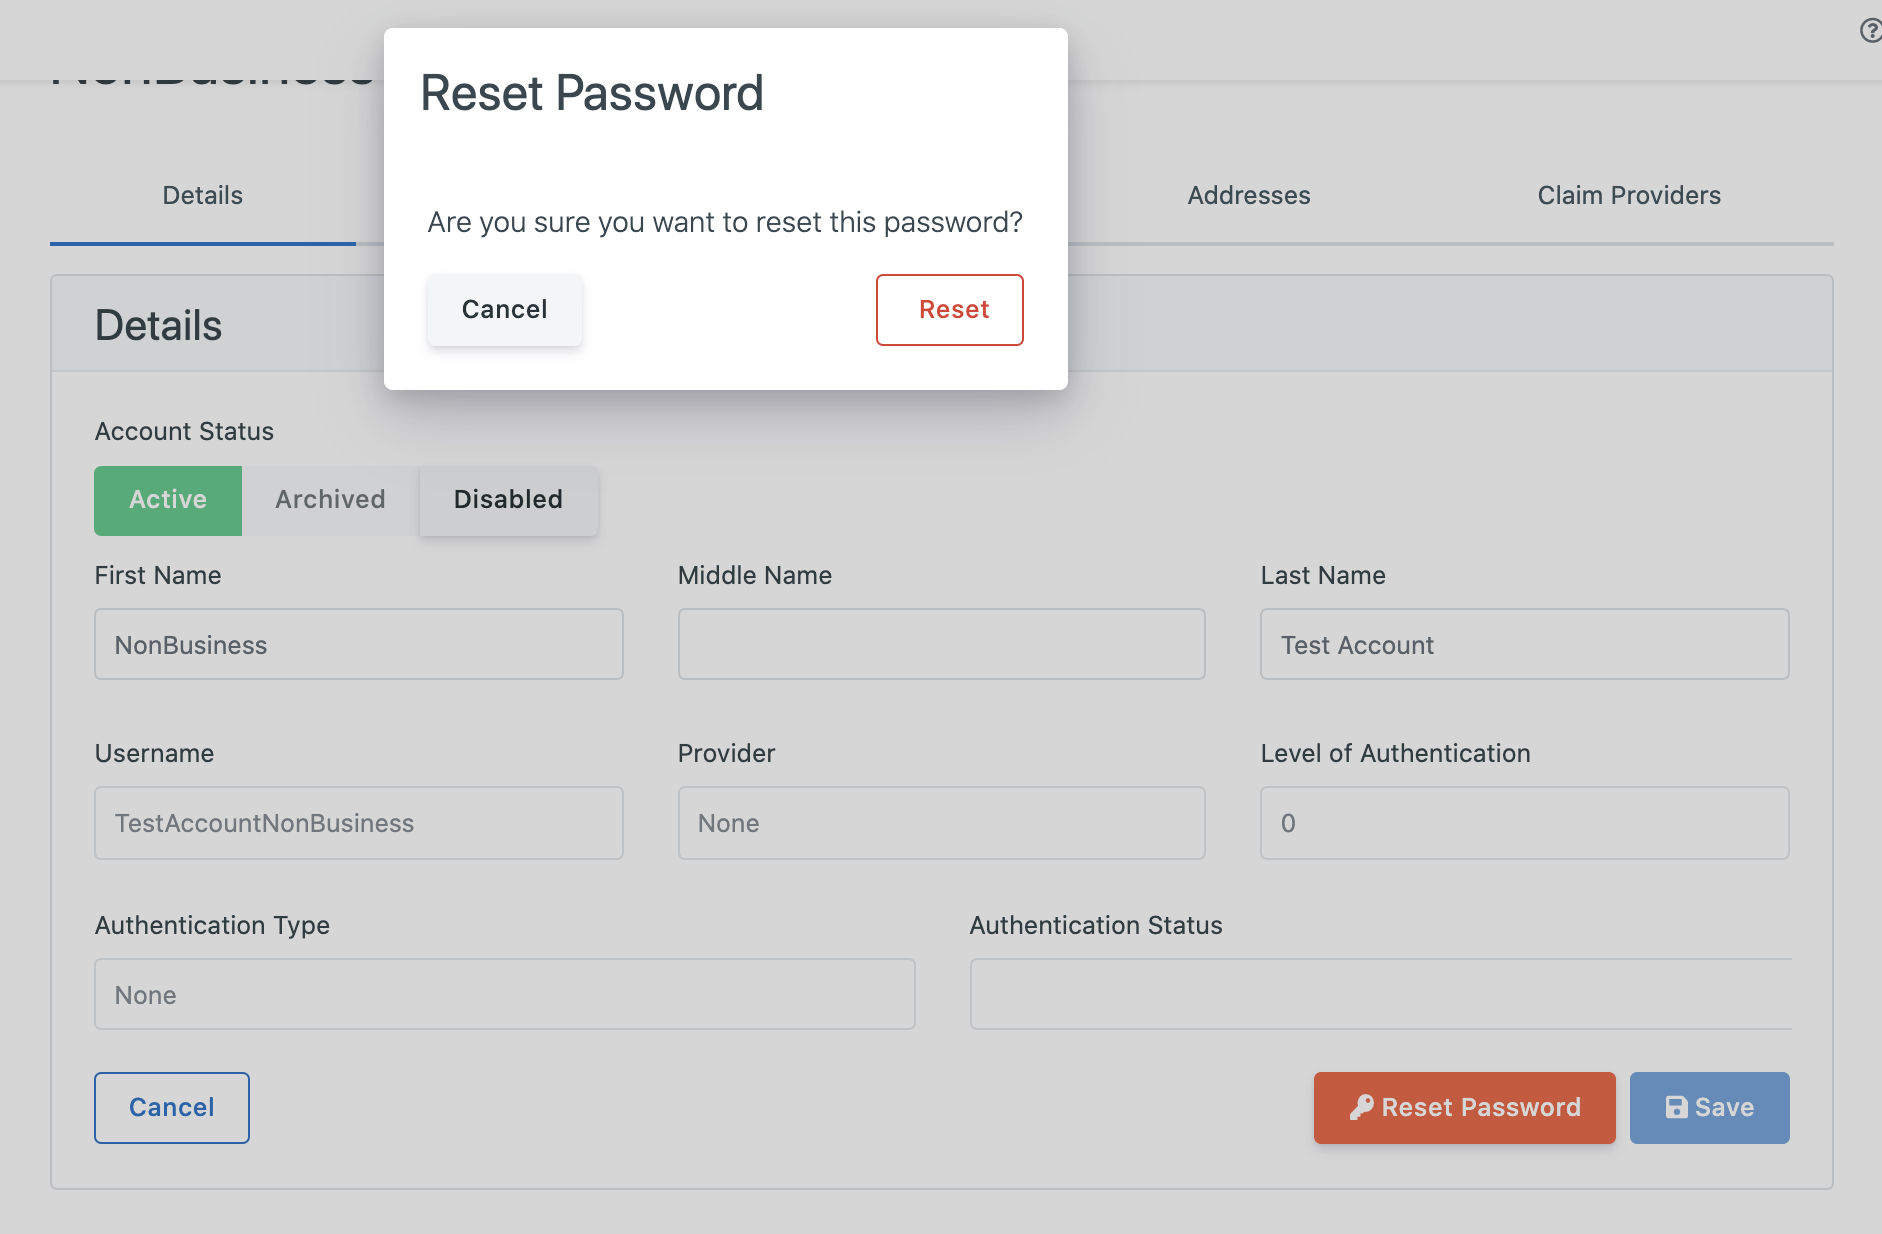 NonBusiness
Reset Password
Are you sure you want to reset this password?
Cancel
Reset
Details
Addresses
Claim Providers
Details
Account Status
Active
Archived
Disabled
First Name
Middle Name
Last Name
NonBusiness
Test Account
Username
Provider
Level of Authentication
TestAccountNonBusiness
None
0
Authentication Type
Authentication Status
None
Cancel
Reset Password
Save